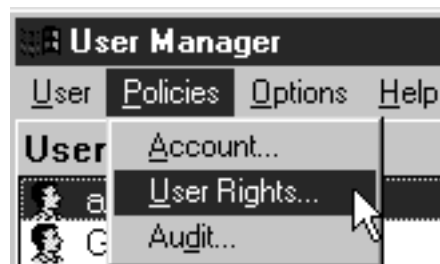 User Manager
User Policies Options Help
User
Account...
a
User Rights...
G
Audit...